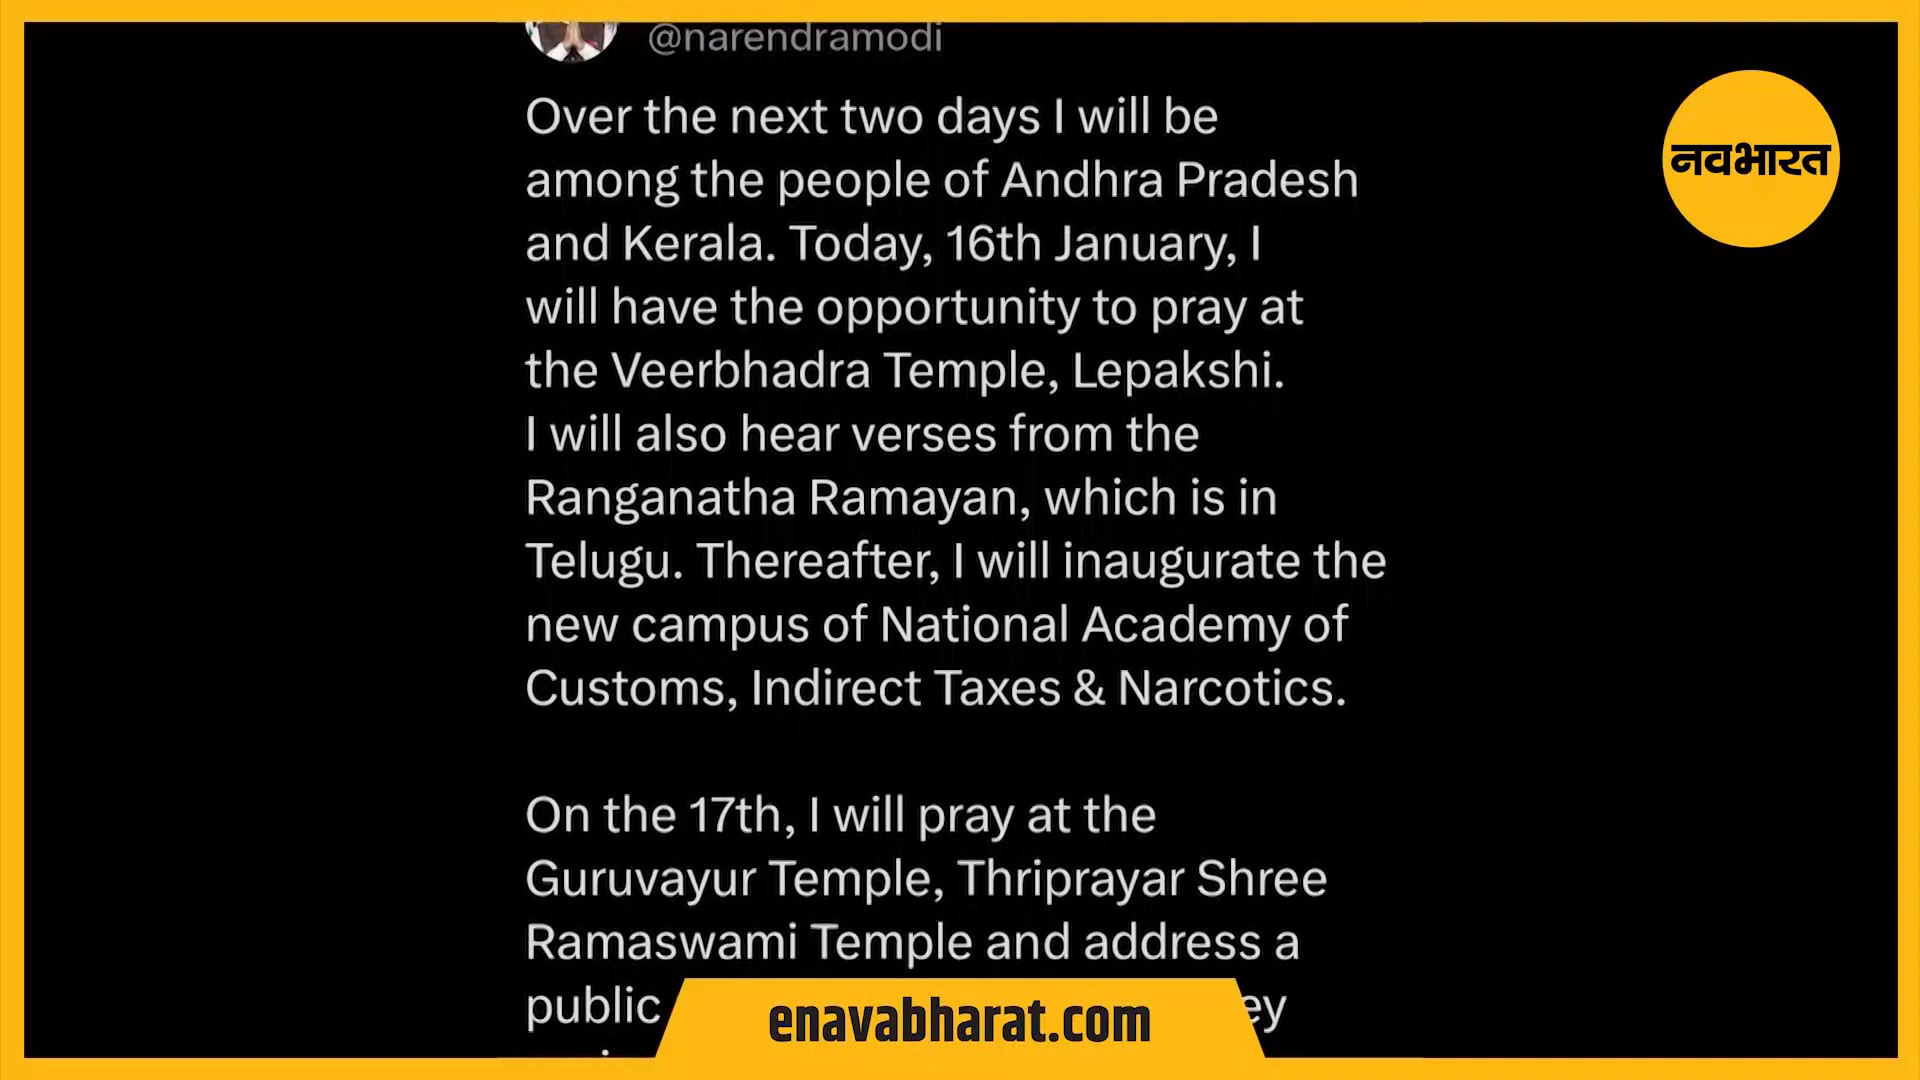 @narendramodi
Over the next two days I will be
among the people of Andhra Pradesh
and Kerala. Today, 16th January, I
will have the opportunity to pray at
the Veerbhadra Temple, Lepakshi.
I will also hear verses from the
Ranganatha Ramayan, which is in
Telugu. Thereafter, I will inaugurate the
new campus of National Academy of
Customs, Indirect Taxes & Narcotics.
On the 17th, I will pray at the
Guruvayur Temple, Thriprayar Shree
Ramaswami Temple and address a
public
नवभारत
enavabharat.com